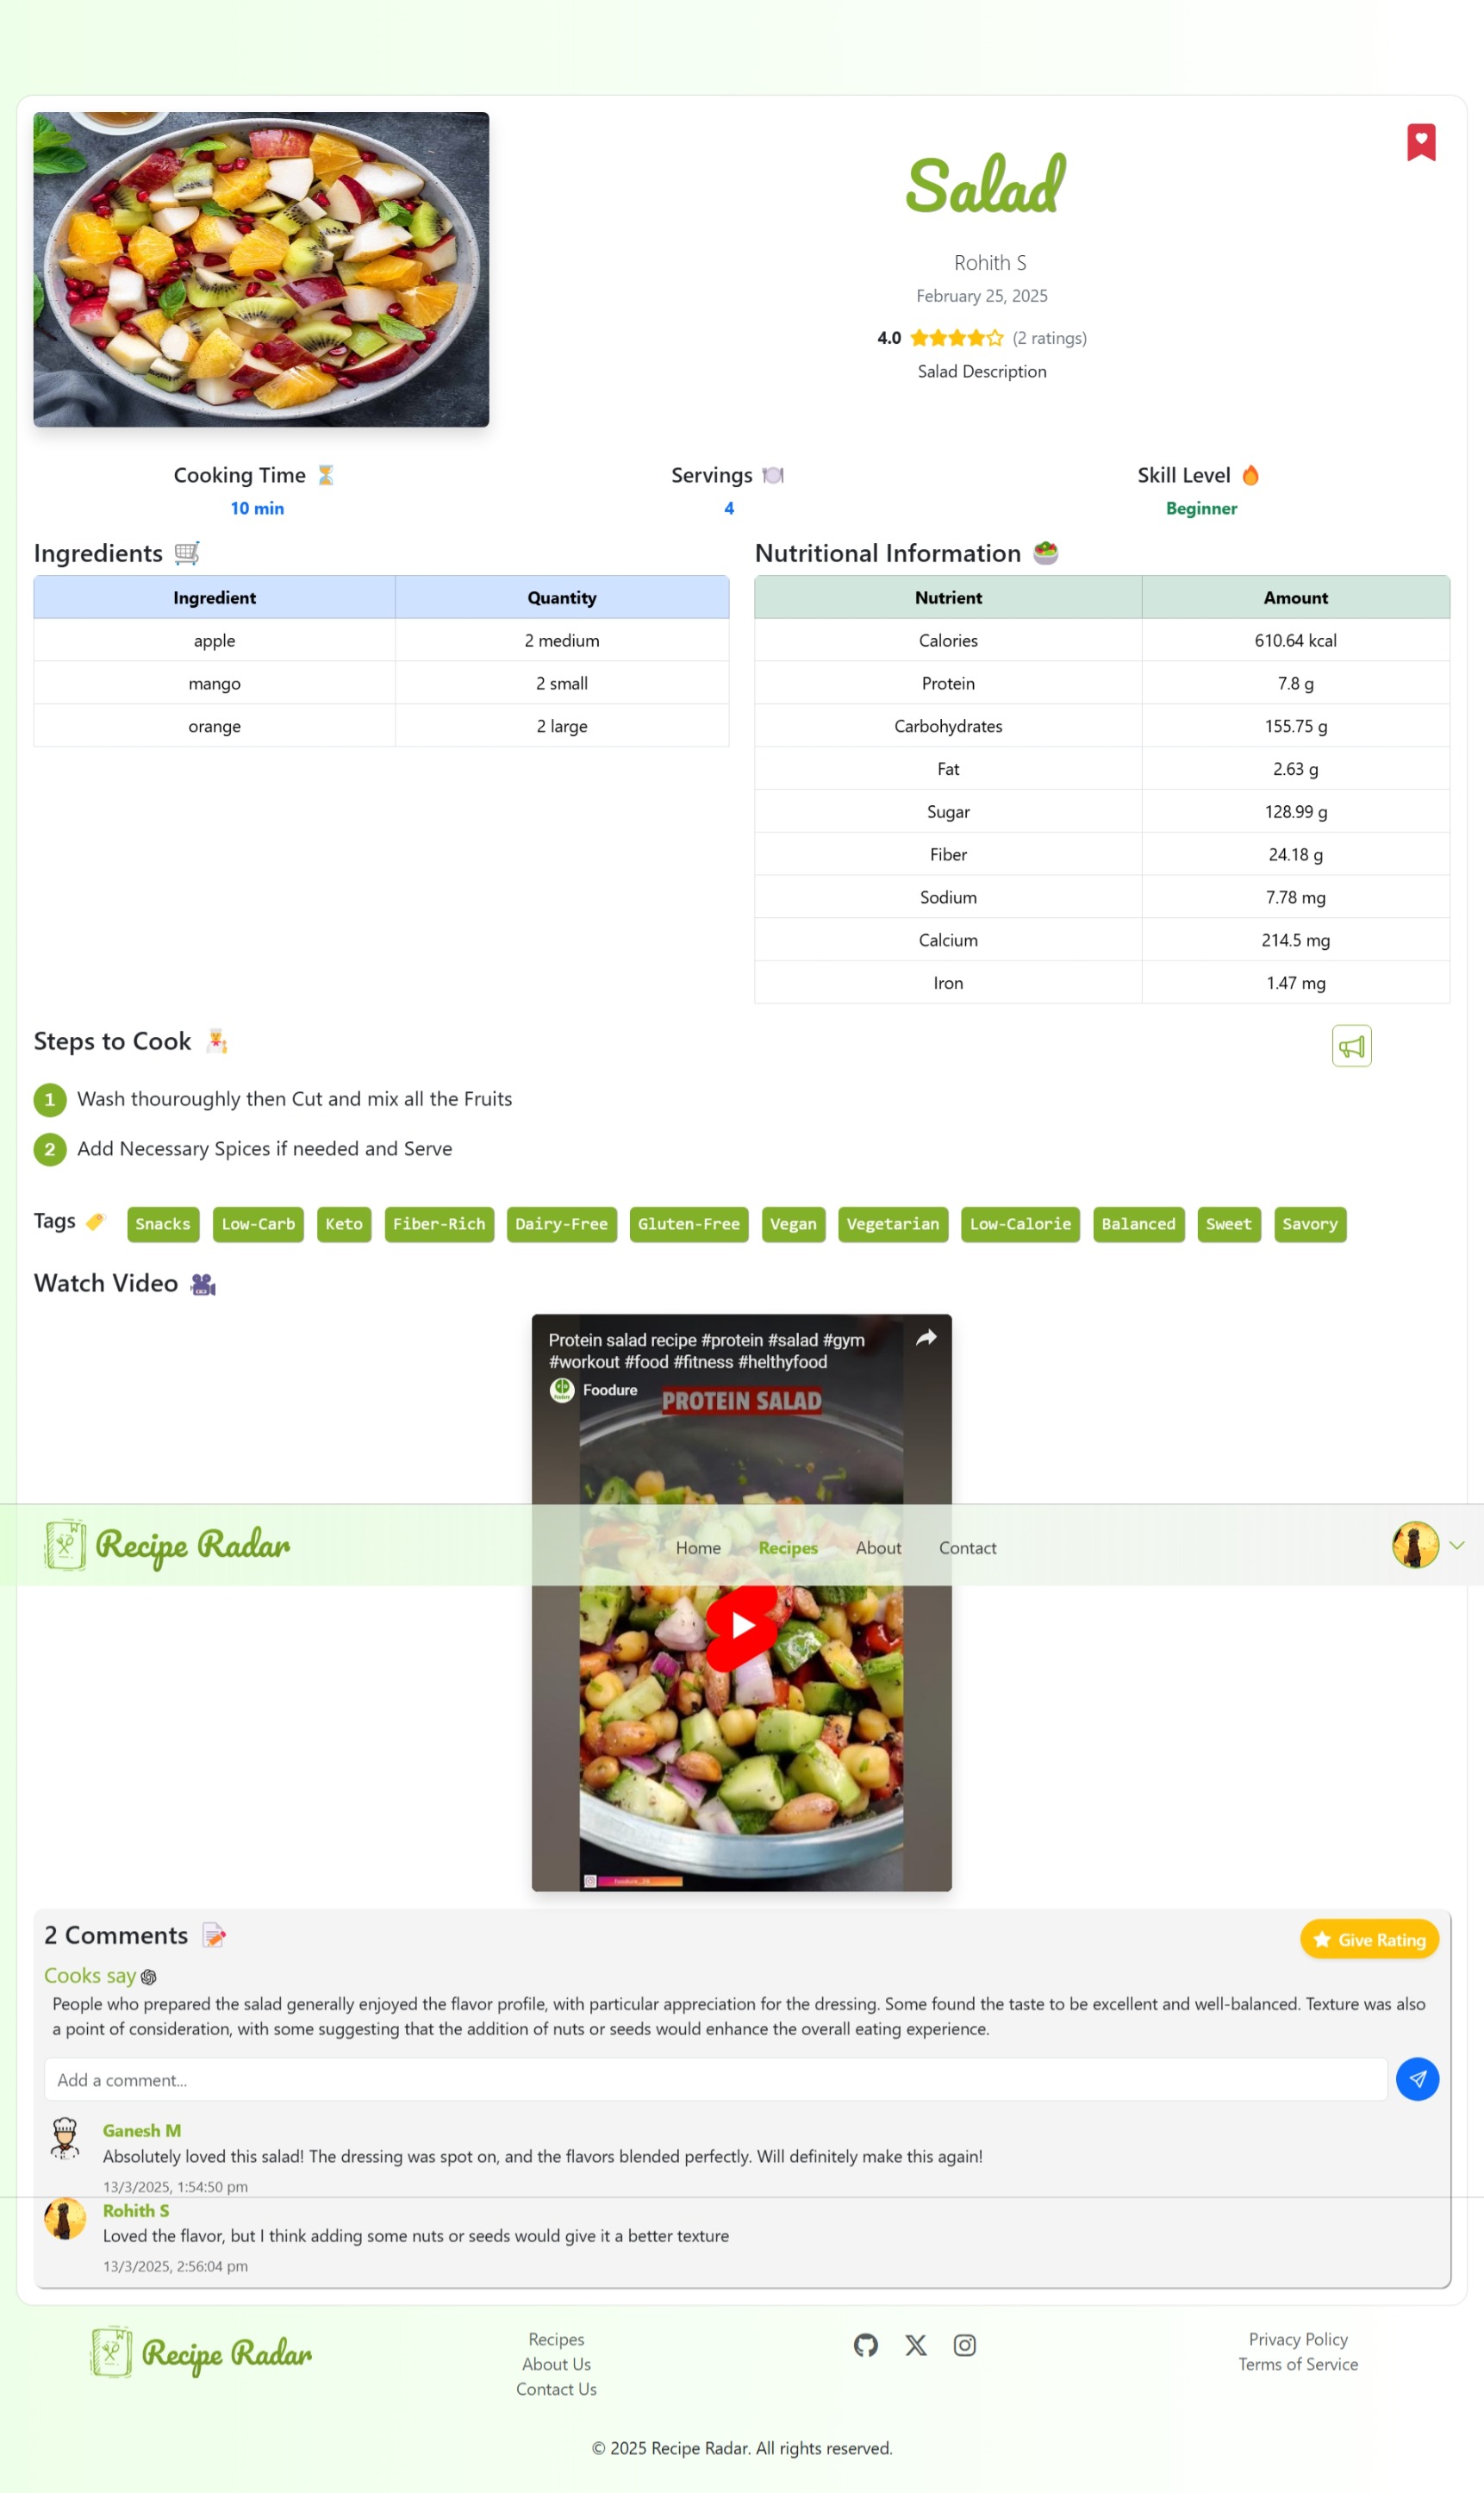 Salad
Rohith S
February 25, 2025
4.0 (2 ratings)
Salad Description
Cooking Time
10 min
Servings
4
Skill Level
Beginner
Ingredients
Ingredient Quantity
apple 2 medium
mango 2 small
orange 2 large
Nutritional Information
Nutrient Amount
Calories 610.64 kcal
Protein 7.8 g
Carbohydrates 155.75 g
Fat 2.63 g
Sugar 128.99 g
Fiber 24.18 g
Sodium 7.78 mg
Calcium 214.5 mg
Iron 1.47 mg
Steps to Cook
1 Wash thouroughly then Cut and mix all the Fruits
2 Add Necessary Spices if needed and Serve
Tags Snacks Low-Carb Keto Fiber-Rich Dairy-Free Gluten-Free Vegan Vegetarian Low-Calorie Balanced Sweet Savory
Watch Video
Protein salad recipe #protein #salad #gym
#workout #food #fitness #helthyfood
Foodure
PROTEIN SALAD
Recipe Radar Home Recipes About Contact
2 Comments
Give Rating
Cooks say
People who prepared the salad generally enjoyed the flavor profile, with particular appreciation for the dressing. Some found the taste to be excellent and well-balanced. Texture was also
a point of consideration, with some suggesting that the addition of nuts or seeds would enhance the overall eating experience.
Add a comment...
Ganesh M
Absolutely loved this salad! The dressing was spot on, and the flavors blended perfectly. Will definitely make this again!
13/3/2025, 1:54:50 pm
Rohith S
Loved the flavor, but I think adding some nuts or seeds would give it a better texture
13/3/2025, 2:56:04 pm
Recipe Radar
Recipes
About Us
Contact Us
Privacy Policy
Terms of Service
© 2025 Recipe Radar. All rights reserved.